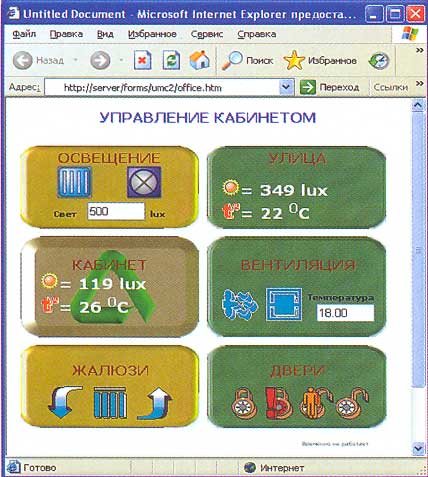 Untitled Document - Microsoft Internet Explorer предоста...
Файл Правка Вид Избранное Сервис Справка
Назад Поиск Избранное
Адрес: http://server/forms/umc2/office.htm Переход Ссылки
УПРАВЛЕНИЕ КАБИНЕТОМ
ОСВЕЩЕНИЕ
Свет 500 lux
УЛИЦА
= 349 lux
t° = 22 °C
КАБИНЕТ
= 119 lux
t° = 26 °C
ВЕНТИЛЯЦИЯ
Температура
18.00
ЖАЛЮЗИ
ДВЕРИ
Временно не работает
Готово Интернет